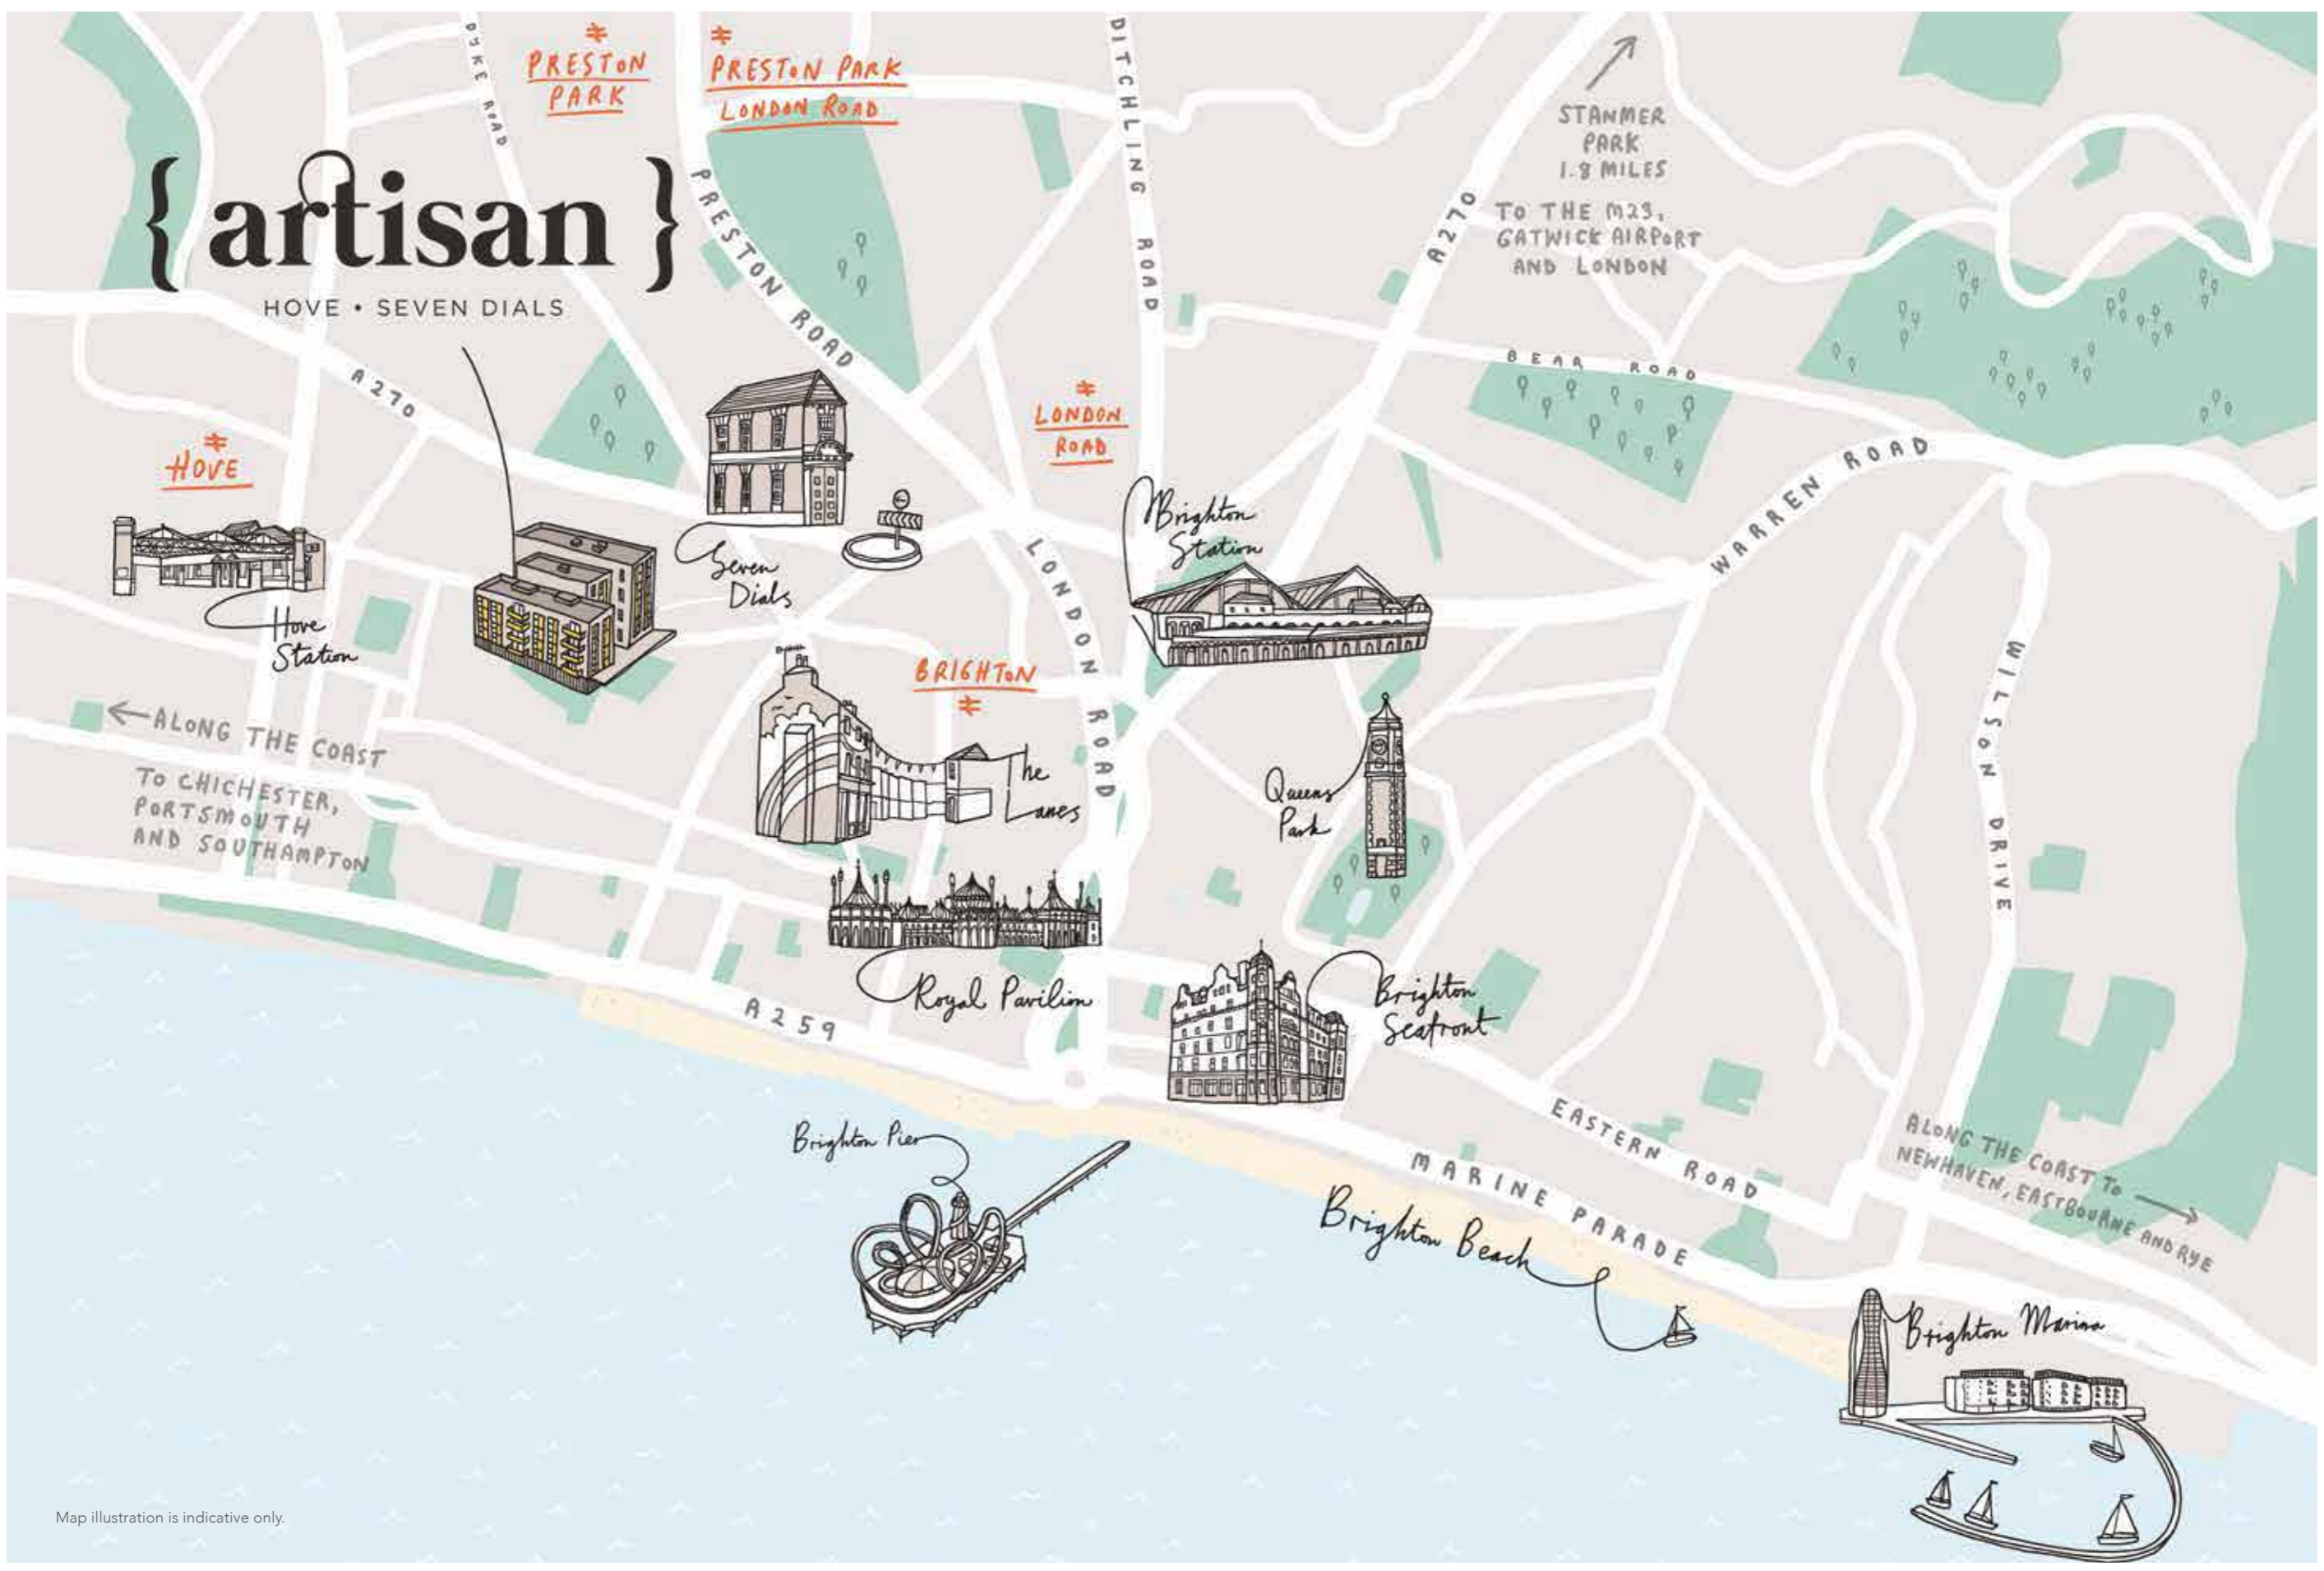 DYKE ROAD
PRESTON
PARK
PRESTON PARK
LONDON ROAD
DITCHLING ROAD
STANMER
PARK
1.8 MILES
TO THE M23,
GATWICK AIRPORT
AND LONDON
A270
{ artisan }
HOVE • SEVEN DIALS
PRESTON ROAD
BEAR ROAD
A270
HOVE
LONDON
ROAD
WARREN ROAD
Brighton
Station
Seven
Dials
LONDON ROAD
Hove
Station
BRIGHTON
WILSON DRIVE
ALONG THE COAST
TO CHICHESTER,
PORTSMOUTH
AND SOUTHAMPTON
The
Lanes
Queens
Park
Royal Pavilion
Brighton
Seafront
A259
EASTERN ROAD
MARINE PARADE
ALONG THE COAST TO
NEWHAVEN, EASTBOURNE AND RYE
Brighton Pier
Brighton Beach
Brighton Marina
Map illustration is indicative only.